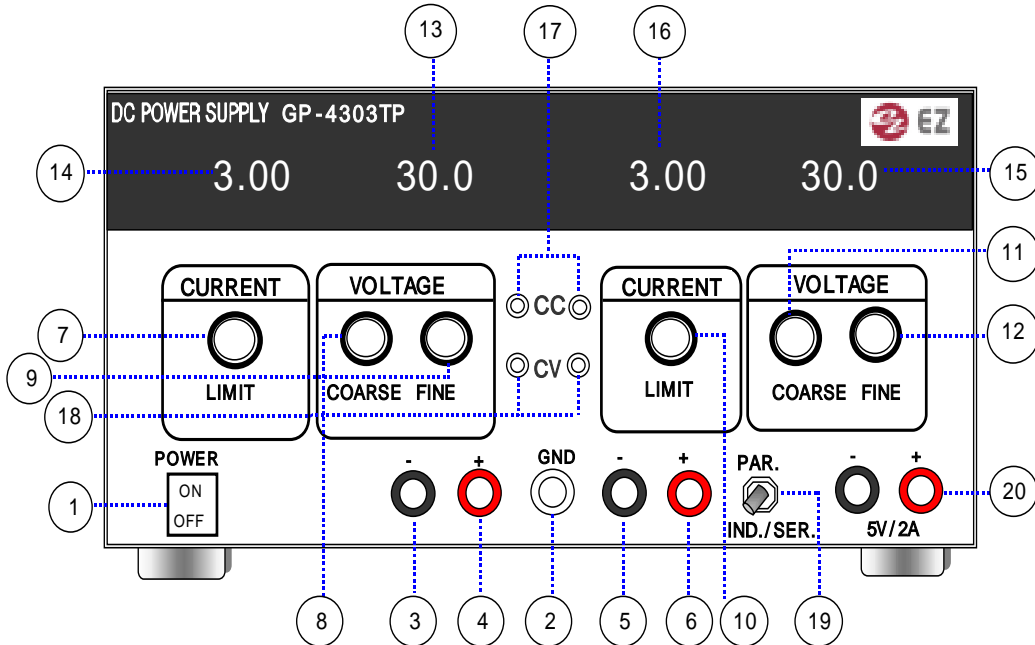 13 17 16
DC POWER SUPPLY GP-4303TP
EZ
14 3.00 30.0 3.00 30.0 15
11
CURRENT VOLTAGE CURRENT VOLTAGE
CC
7 12
9 CV
LIMIT COARSE FINE LIMIT COARSE FINE
18
POWER - + GND - + PAR. - +
1 ON 20
OFF IND./SER. 5V/2A
8 3 4 2 5 6 10 19